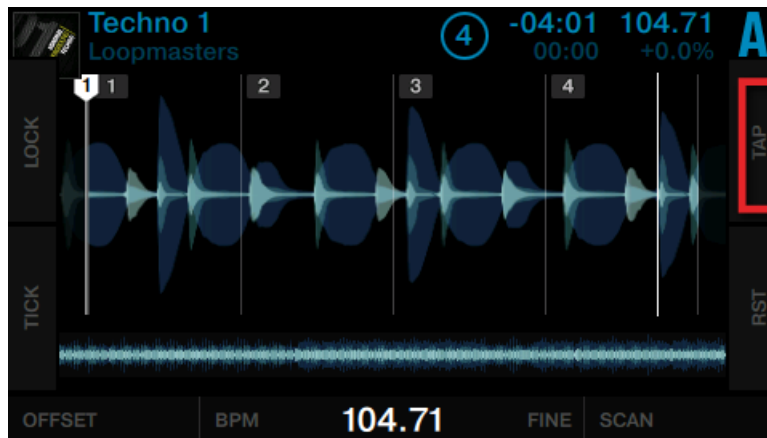 Techno 1
Loopmasters
4
-04:01
104.71
00:00
+0.0%
A
1
1
2
3
4
LOCK
TAP
TICK
RST
OFFSET
BPM
104.71
FINE
SCAN